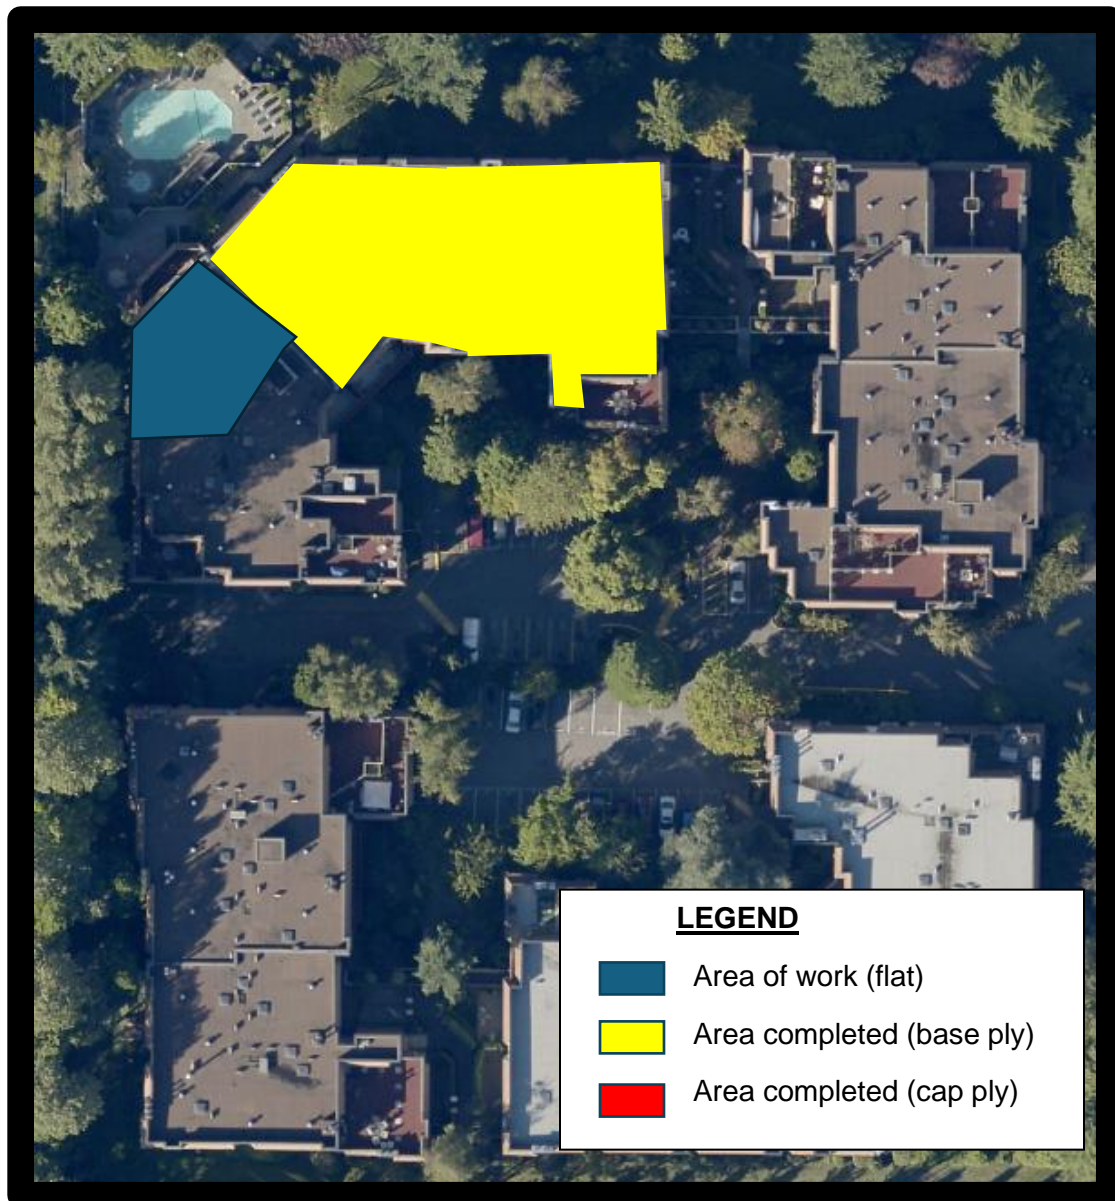 LEGEND
Area of work (flat)
Area completed (base ply)
Area completed (cap ply)